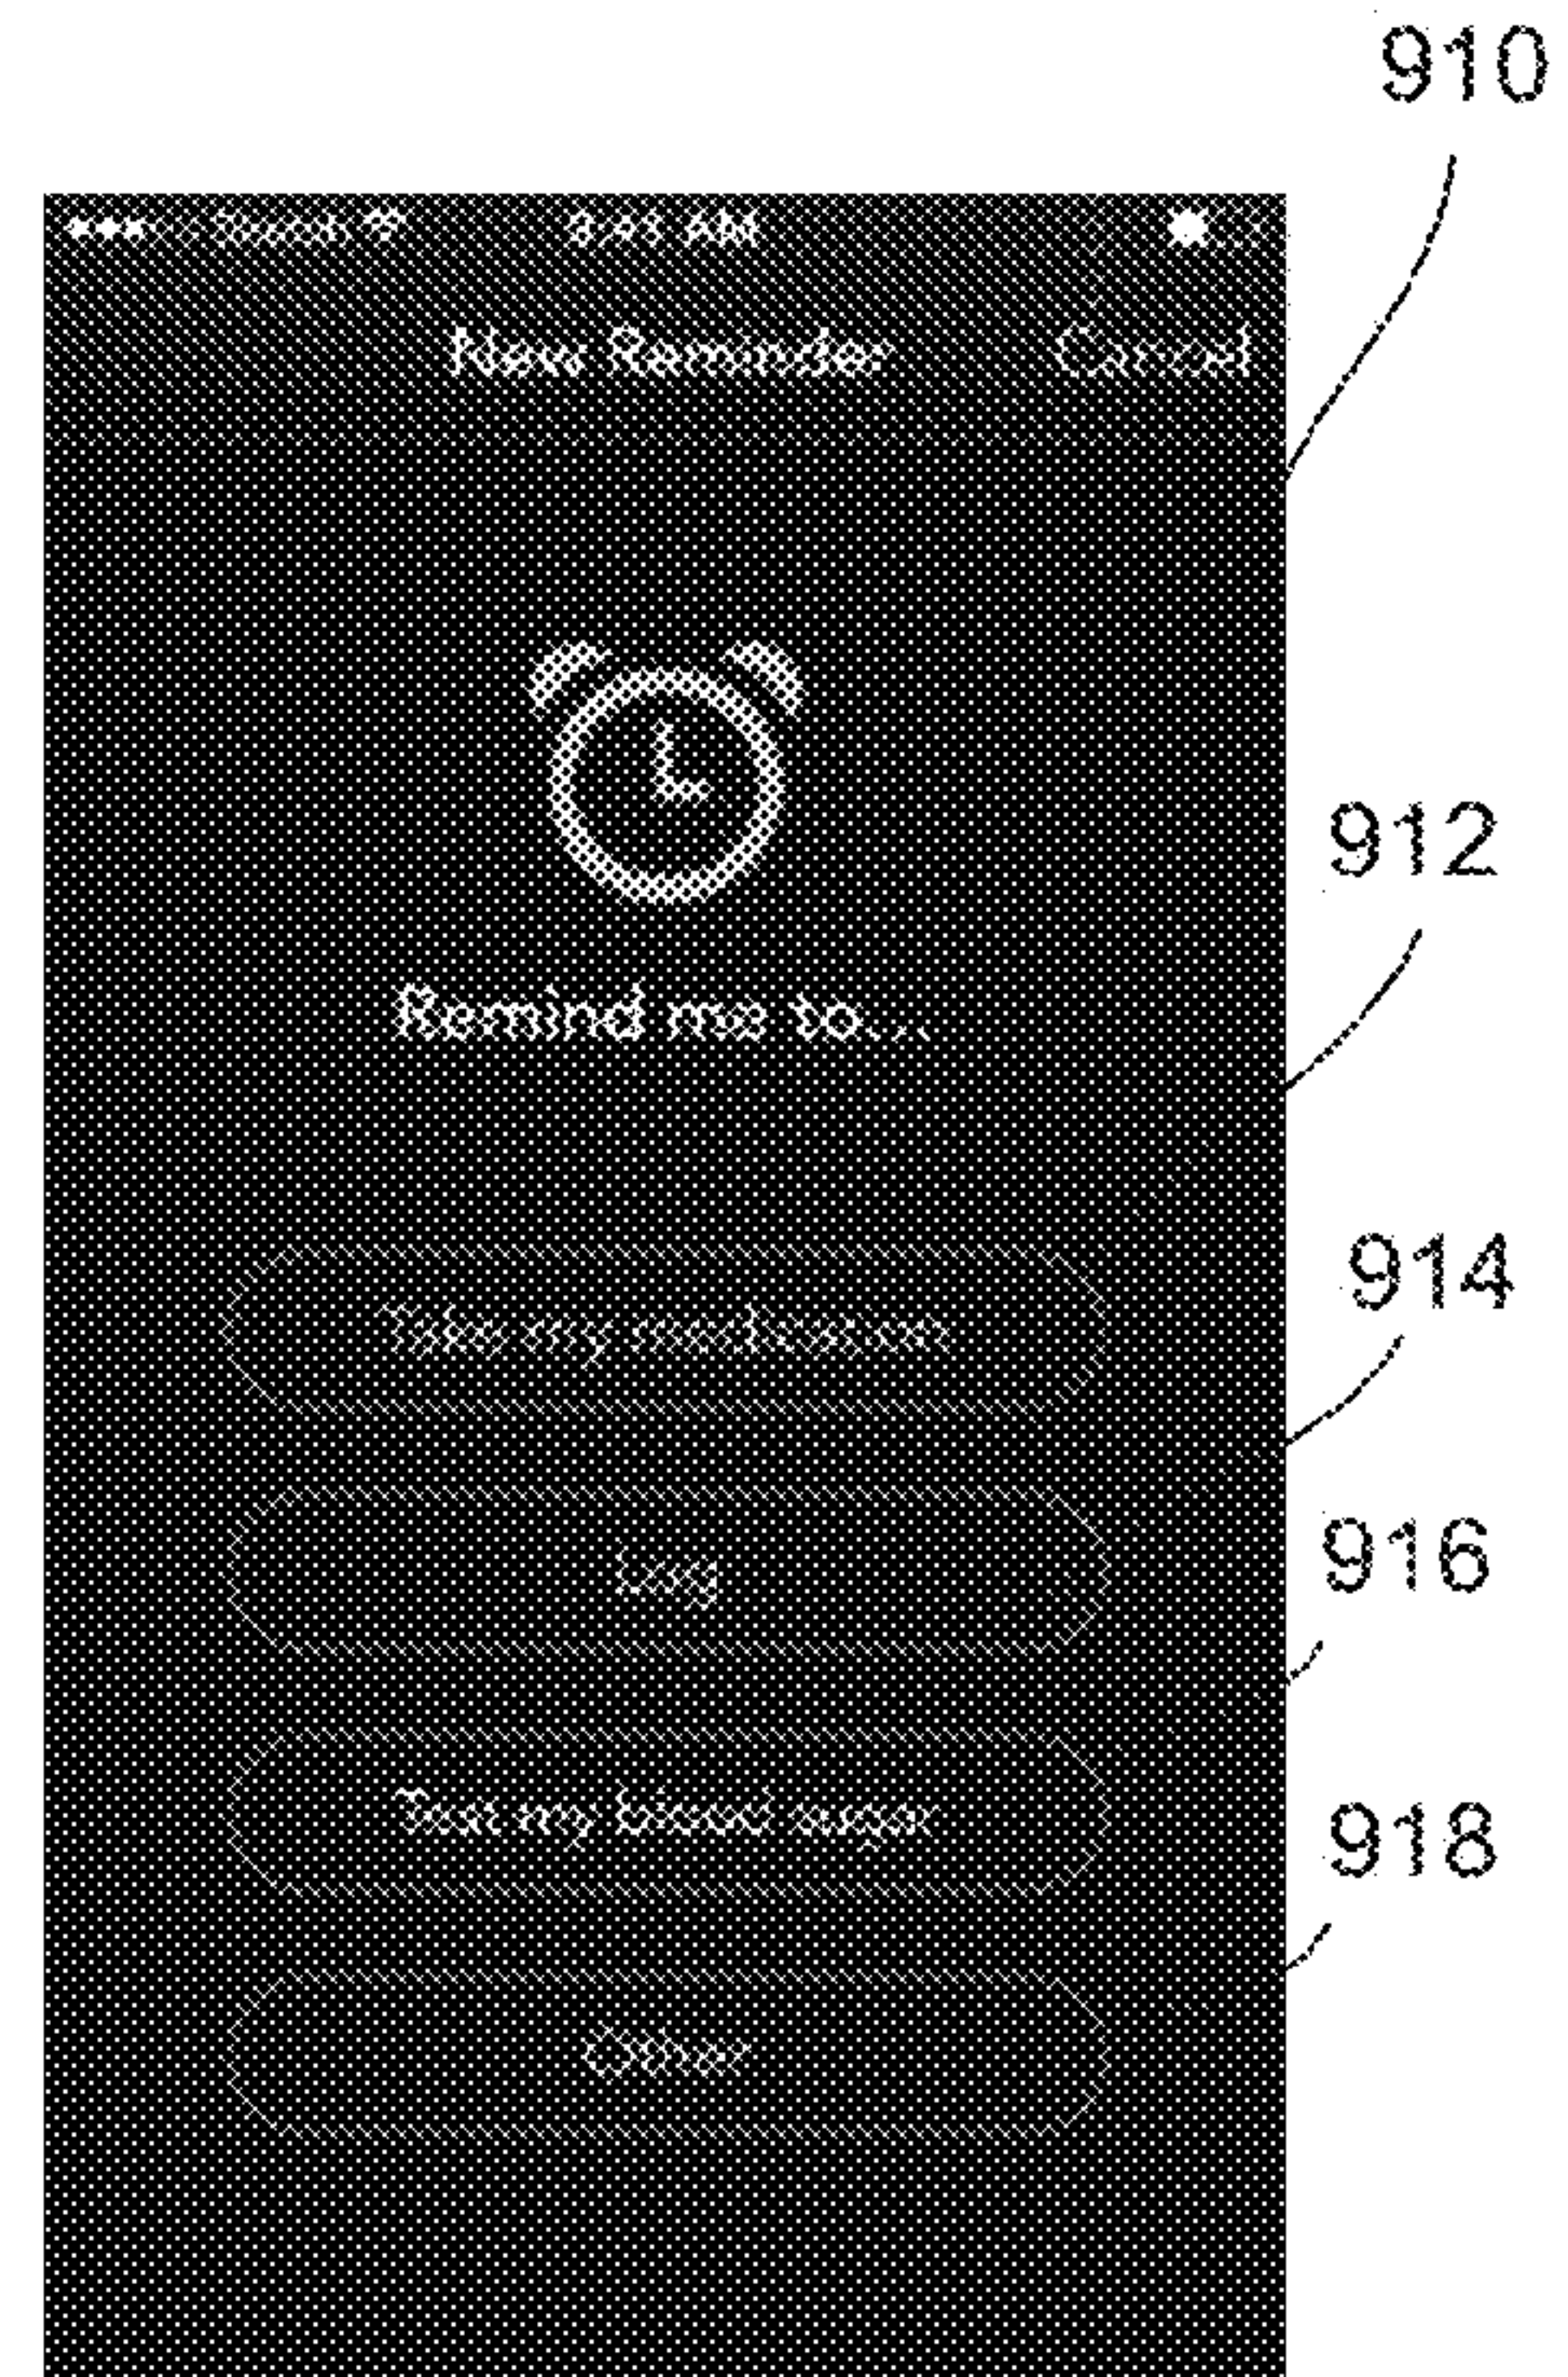 910
AM
New Reminder Cancel
Remind me to...
912
Take my medication
914
Log
916
Test my blood sugar
918
Other